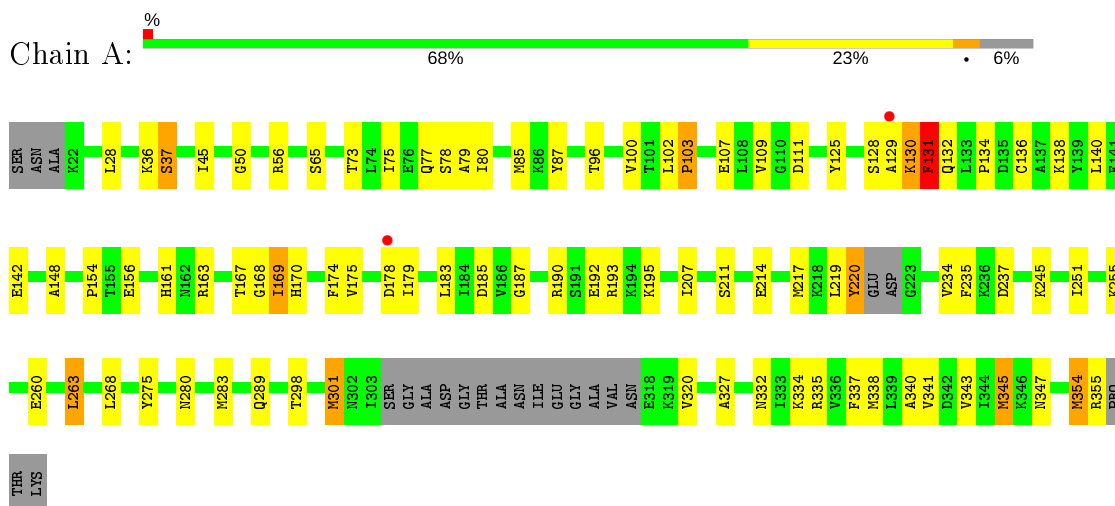 %
Chain A:
68% 23% • 6%
SER ASN ALA K22 L28 K36 S37 I45 G50 R56 S65 T73 L74 I75 E76 Q77 S78 A79 I80 M85 K86 Y87 T96 V100 T101 L102 P103 E107 L108 V109 G110 D111 Y125 S128 A129 K130 F131 Q132 L133 P134 D135 C136 A137 K138 Y139 L140 E141
E142 A148 P154 T155 E156 H161 N162 R163 T167 G168 I169 H170 F174 V175 D178 I179 L183 I184 D185 V186 G187 R190 S191 E192 R193 K194 K195 I207 S211 E214 M217 K218 L219 Y220 GLU ASP G223 V234 F235 K236 D237 K245 I251 K255
E260 L263 L268 Y275 N280 M283 Q289 T298 M301 N302 I303 SER GLY ALA ASP GLY THR ALA ASN ILE GLU GLY ALA VAL ASN E318 K319 V320 A327 N332 I333 K334 R335 V336 F337 M338 L339 A340 V341 D342 V343 I344 M345 K346 N347 M354 R355 PRO
THR LYS